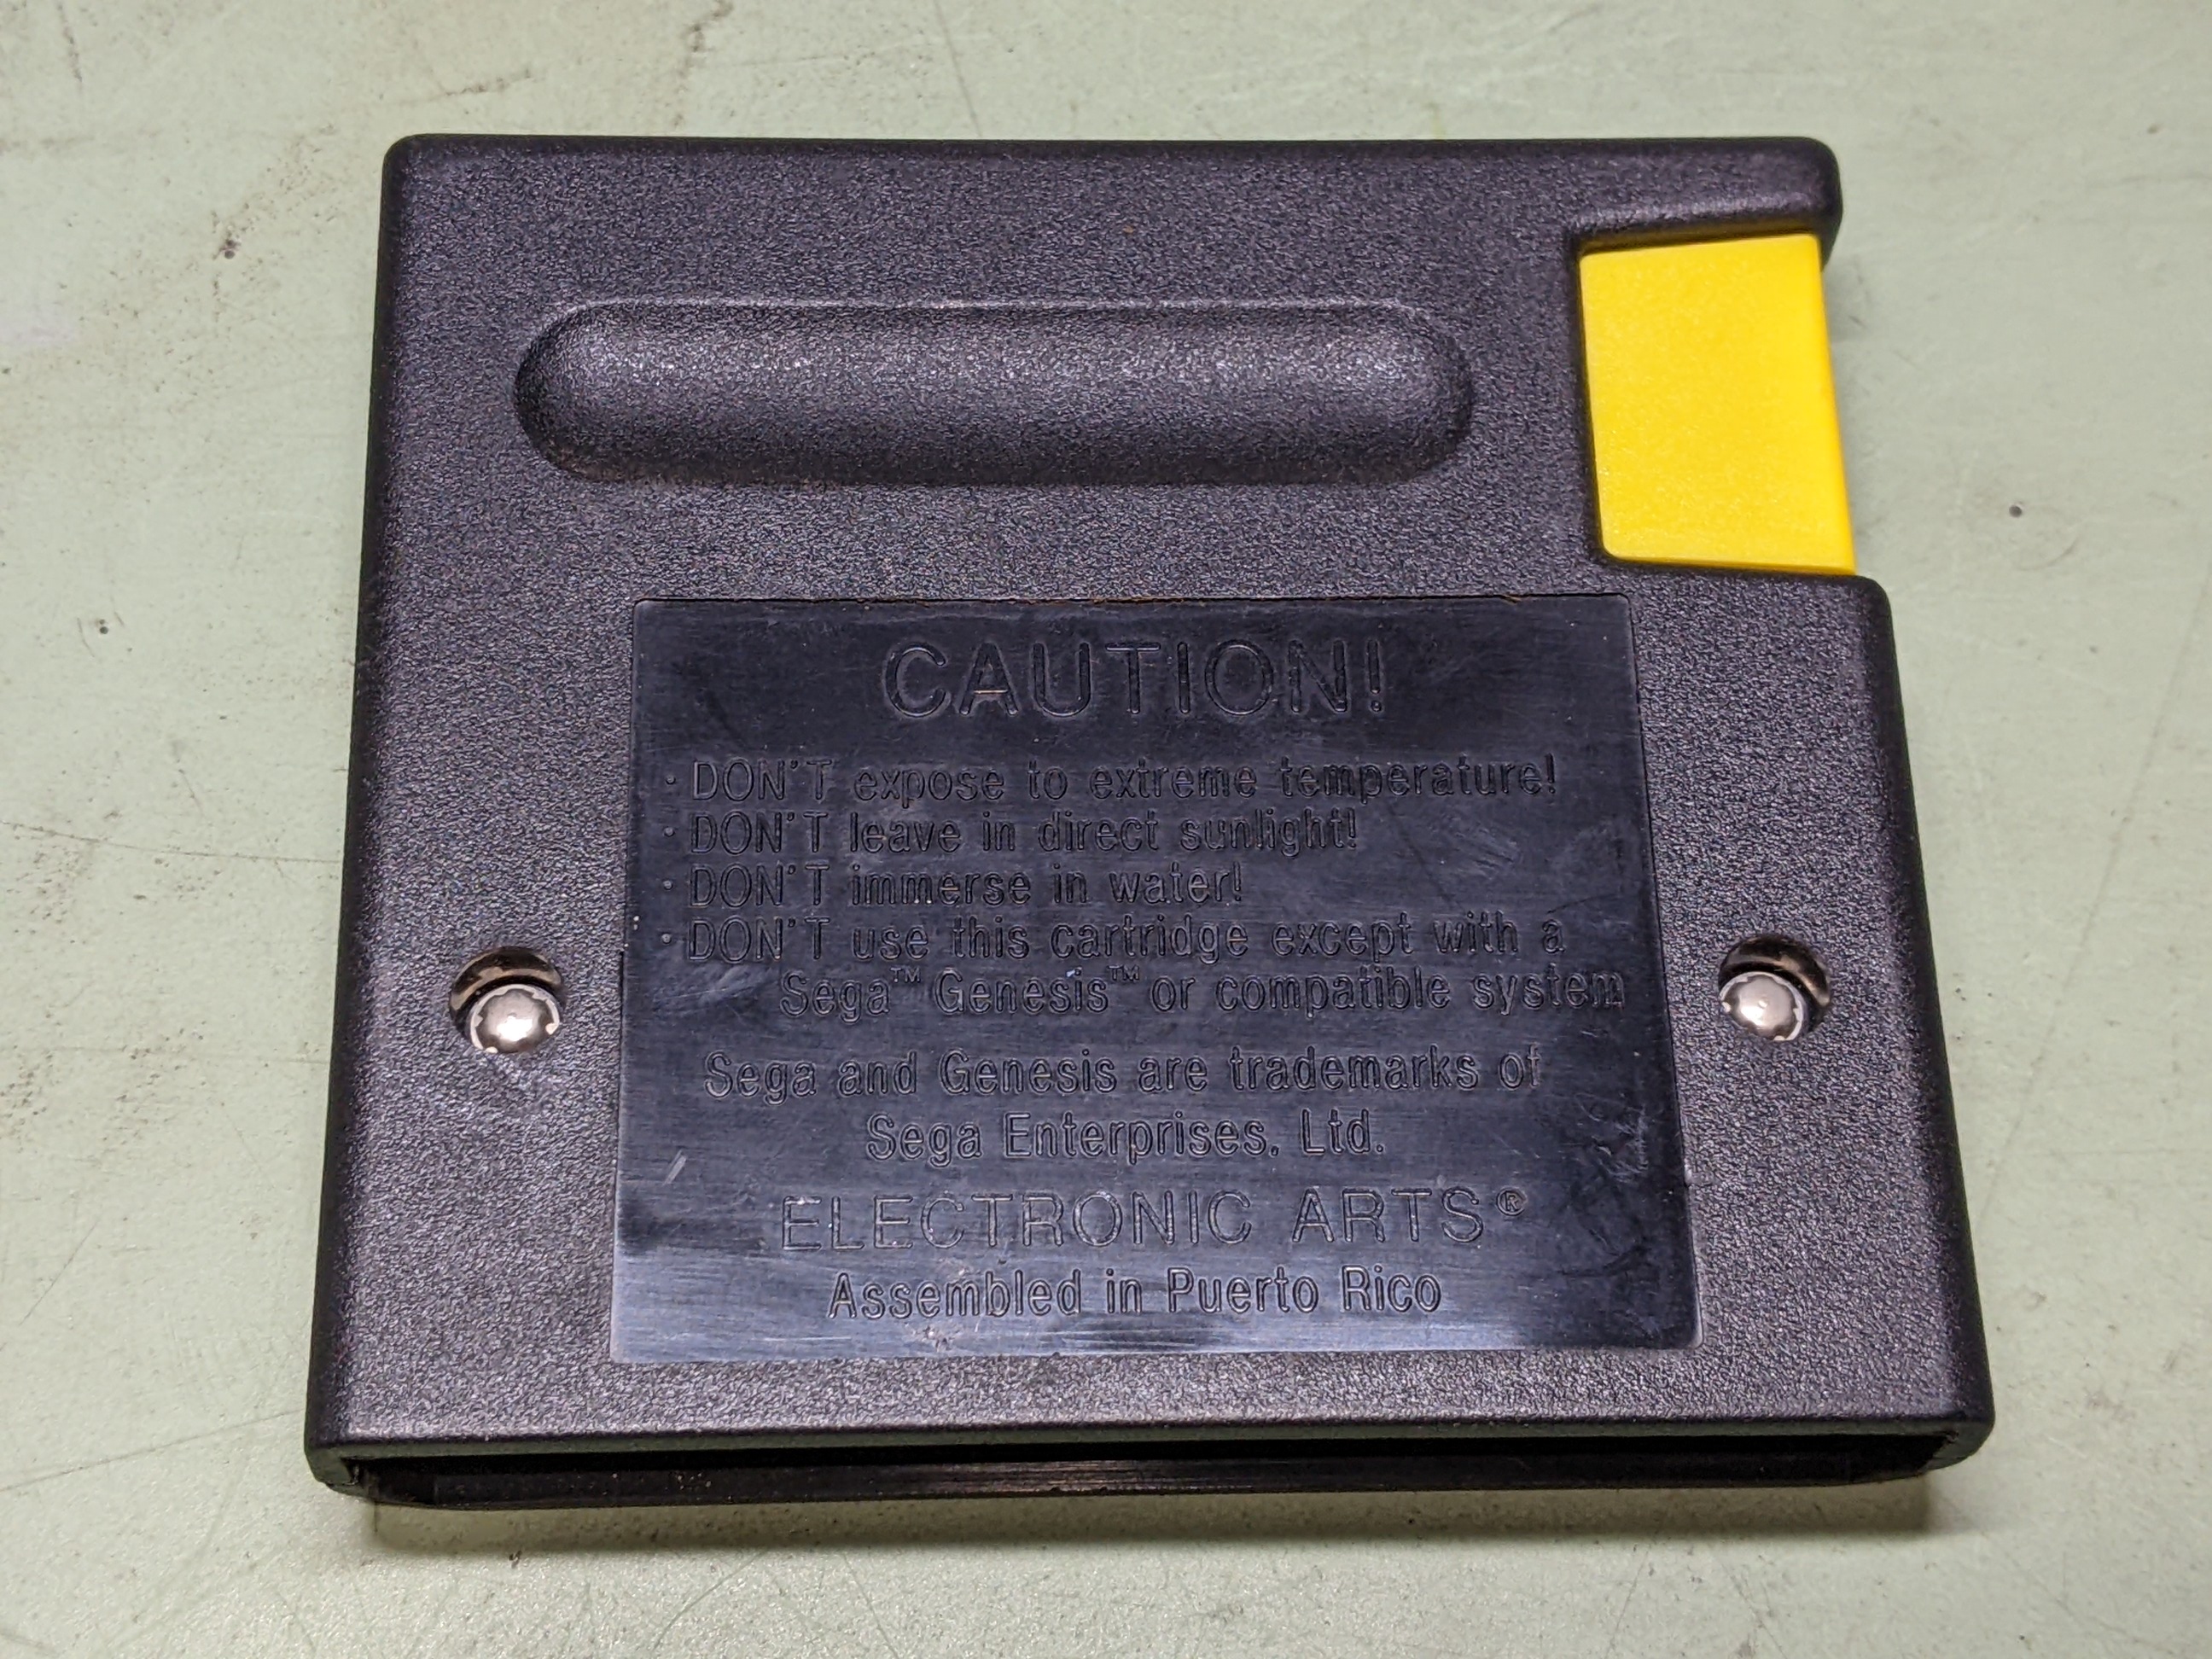 CAUTION!
· DON'T expose to extreme temperature!
· DON'T leave in direct sunlight!
· DON'T immerse in water!
· DON'T use this cartridge except with a
Sega™ Genesis™ or compatible system
Sega and Genesis are trademarks of
Sega Enterprises, Ltd.
ELECTRONIC ARTS®
Assembled in Puerto Rico